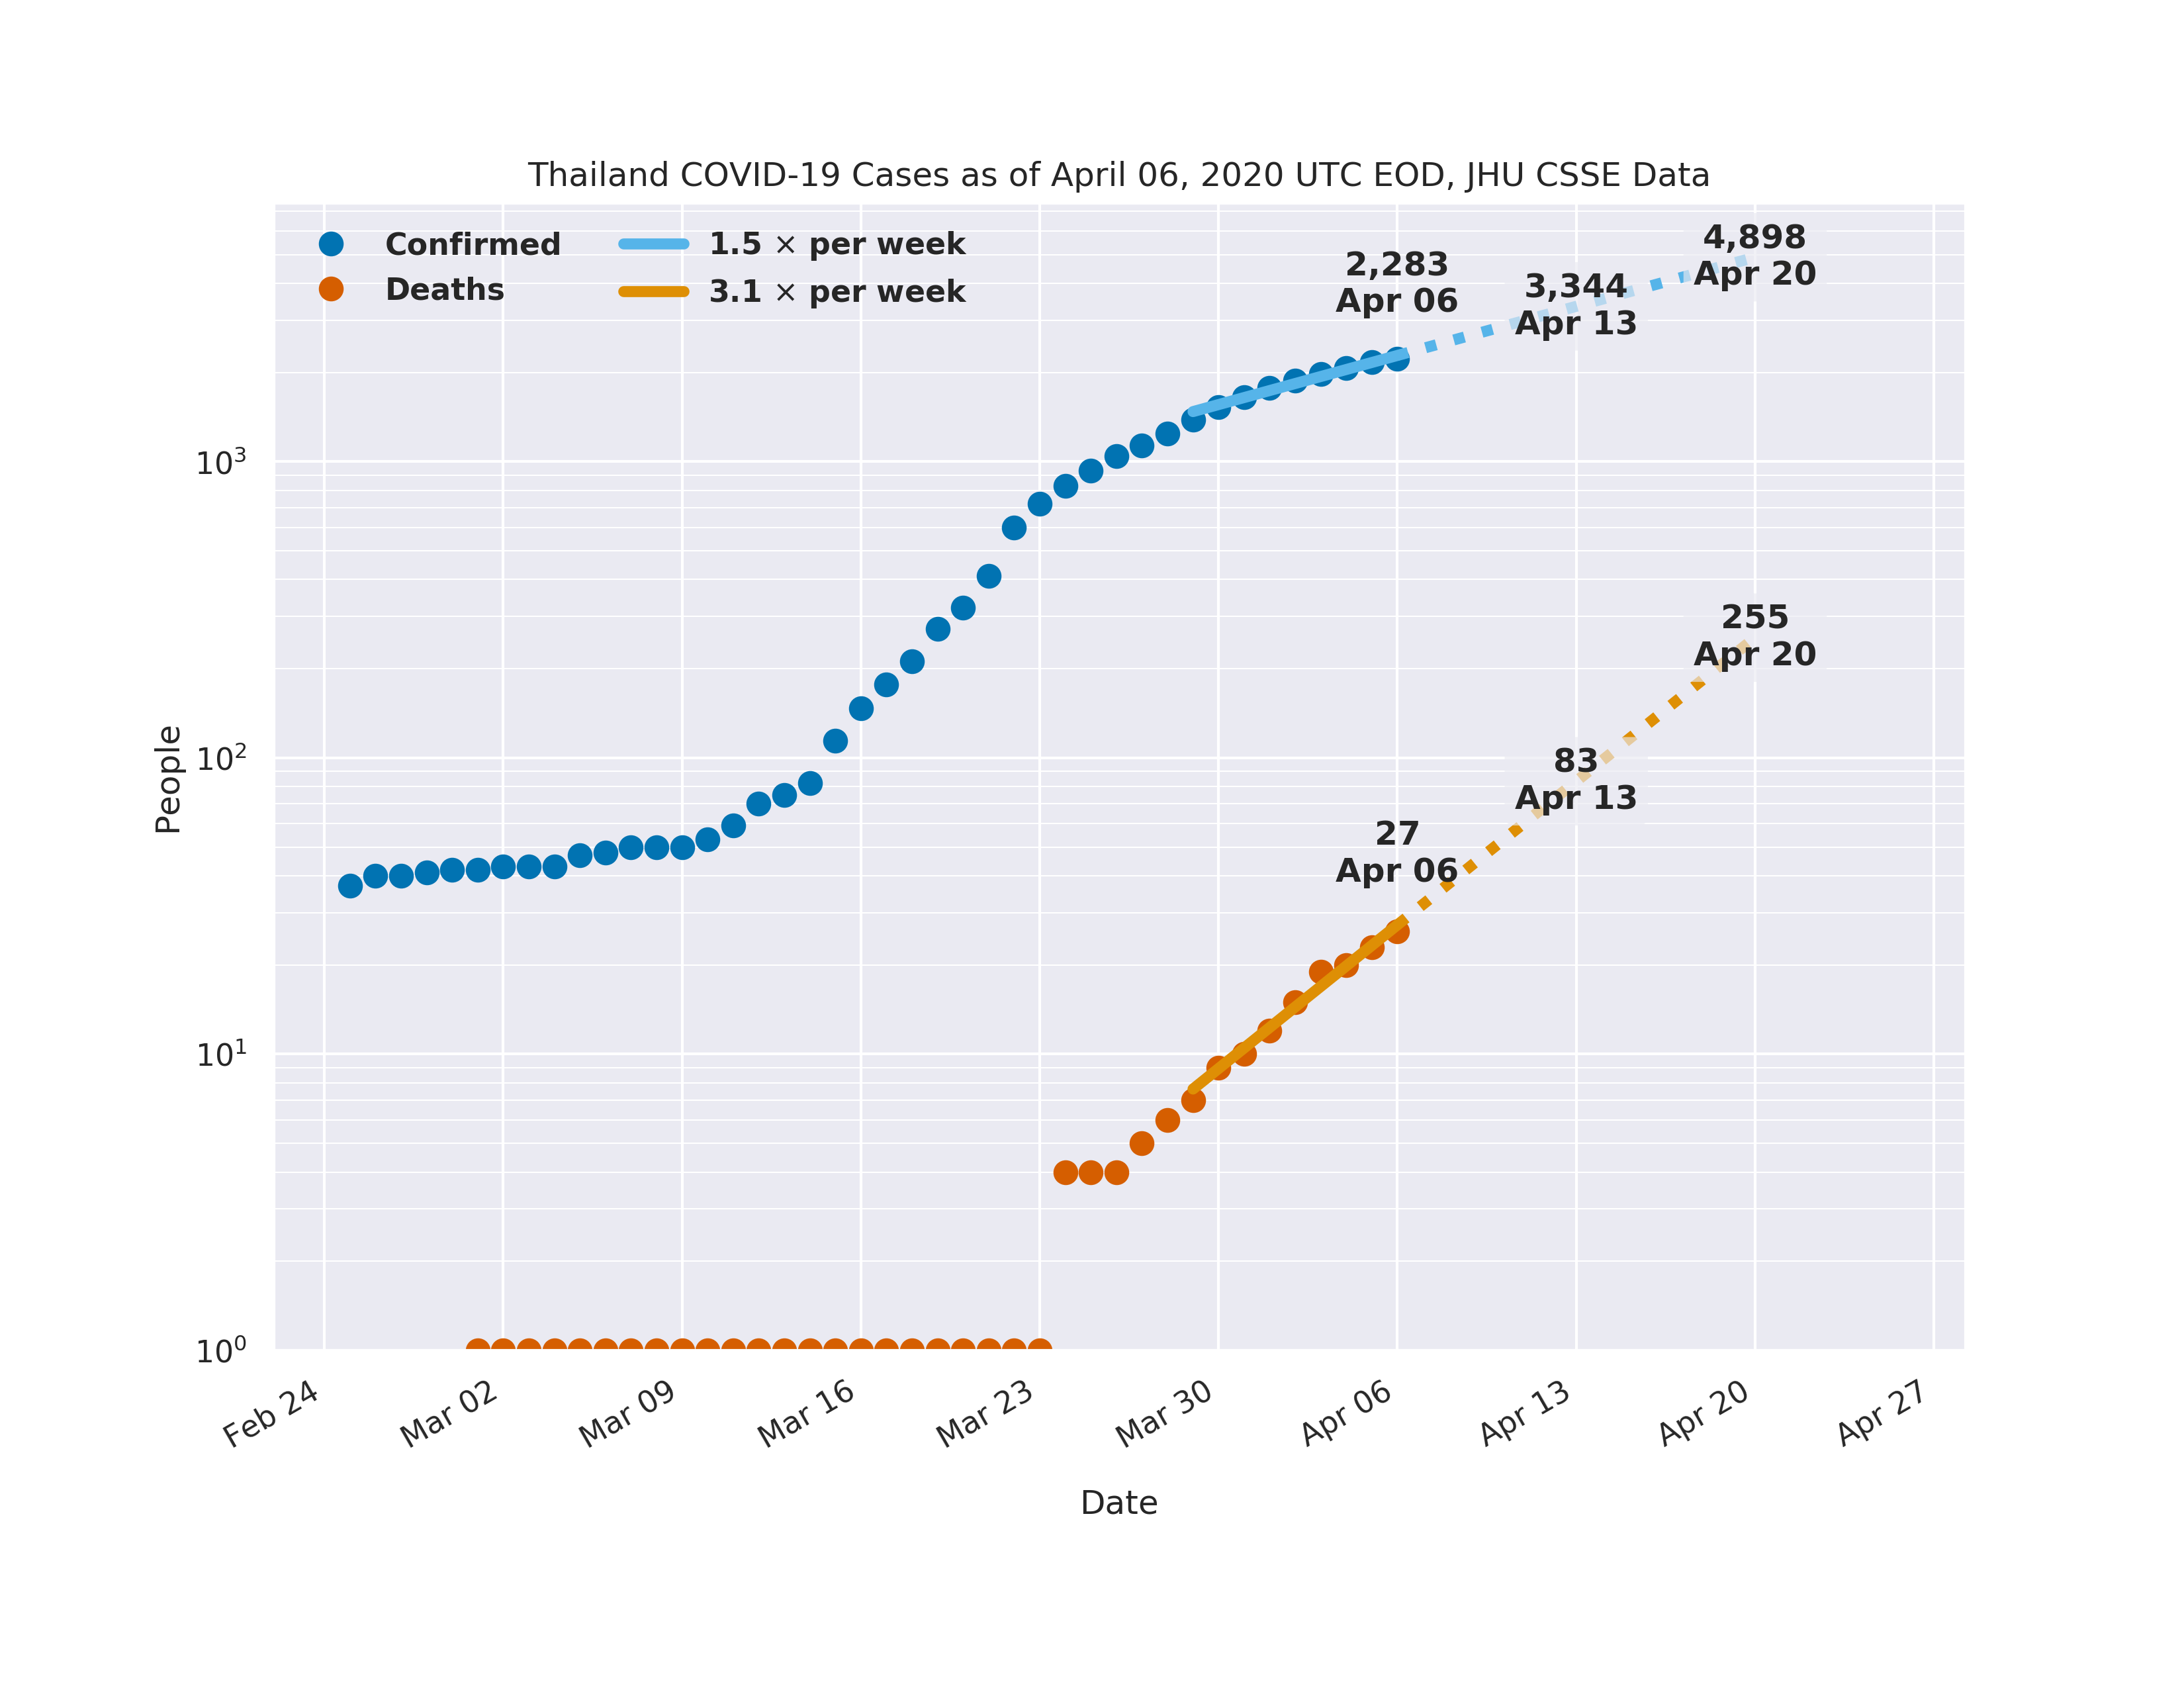 Thailand COVID-19 Cases as of April 06, 2020 UTC EOD, JHU CSSE Data
Confirmed
Deaths
1.5 × per week
3.1 × per week
2,283
Apr 06
3,344
Apr 13
4,898
Apr 20
255
Apr 20
83
Apr 13
27
Apr 06
People
10³
10²
10¹
10⁰
Feb 24
Mar 02
Mar 09
Mar 16
Mar 23
Mar 30
Apr 06
Apr 13
Apr 20
Apr 27
Date